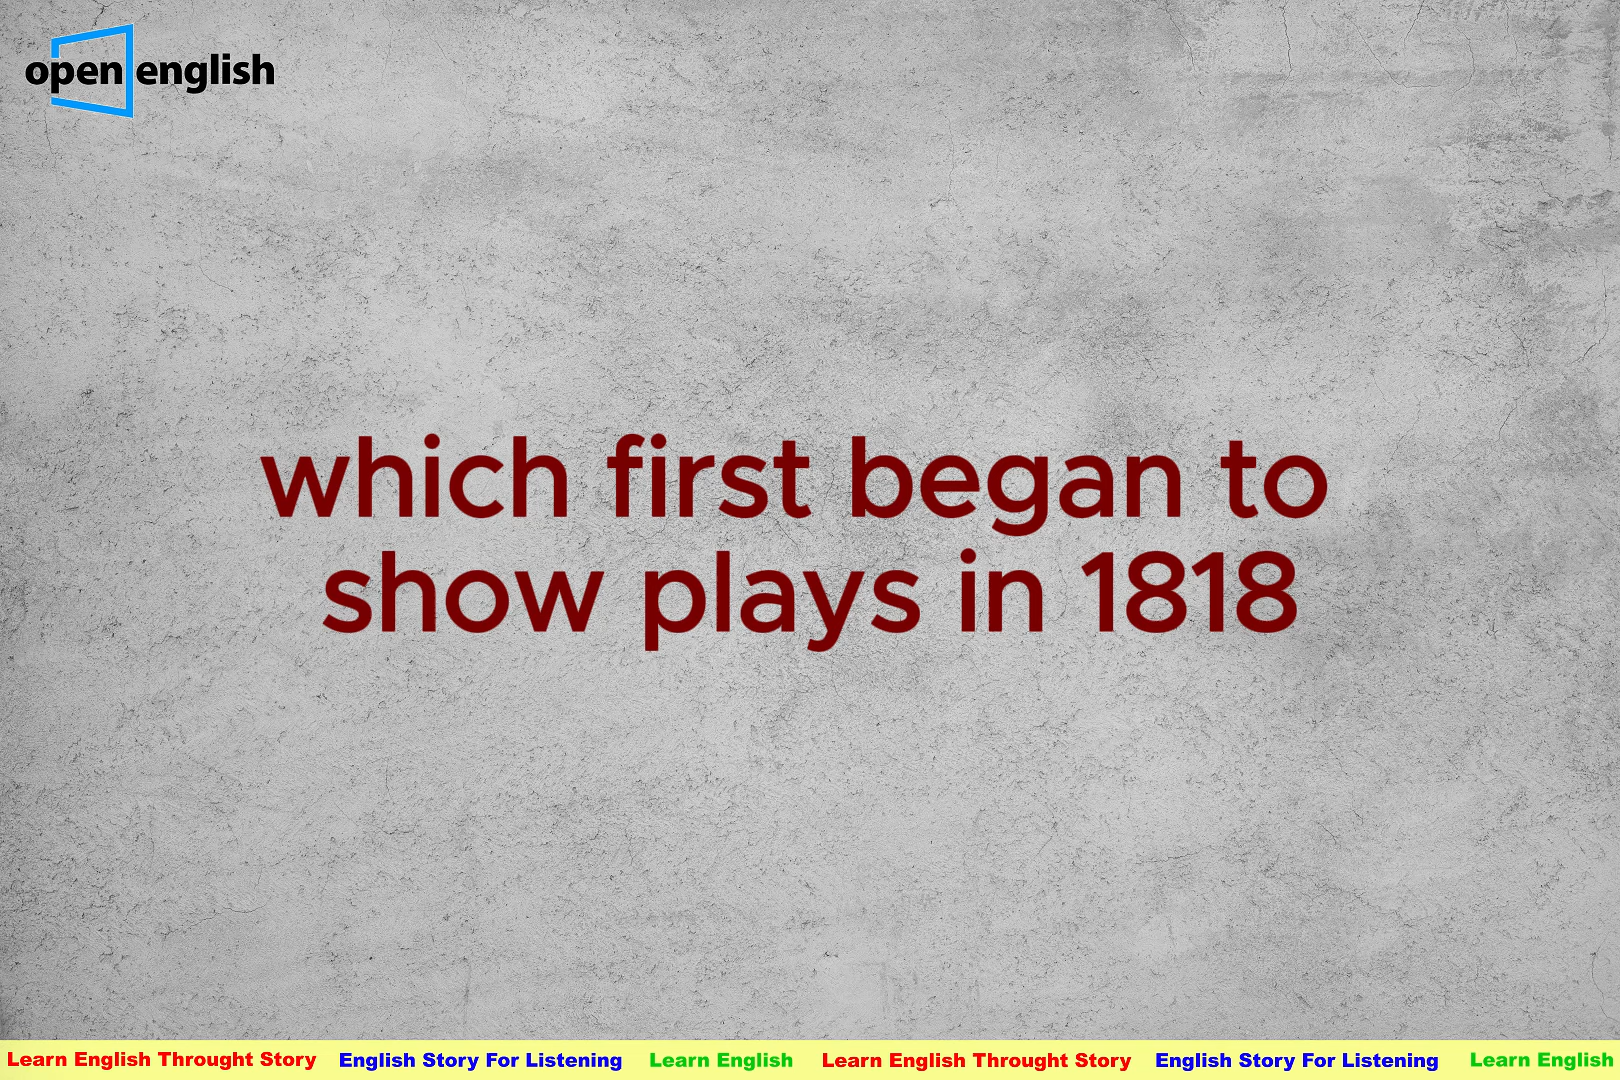 open english
which first began to
show plays in 1818
Learn English Throught Story English Story For Listening Learn English Learn English Throught Story English Story For Listening Learn English